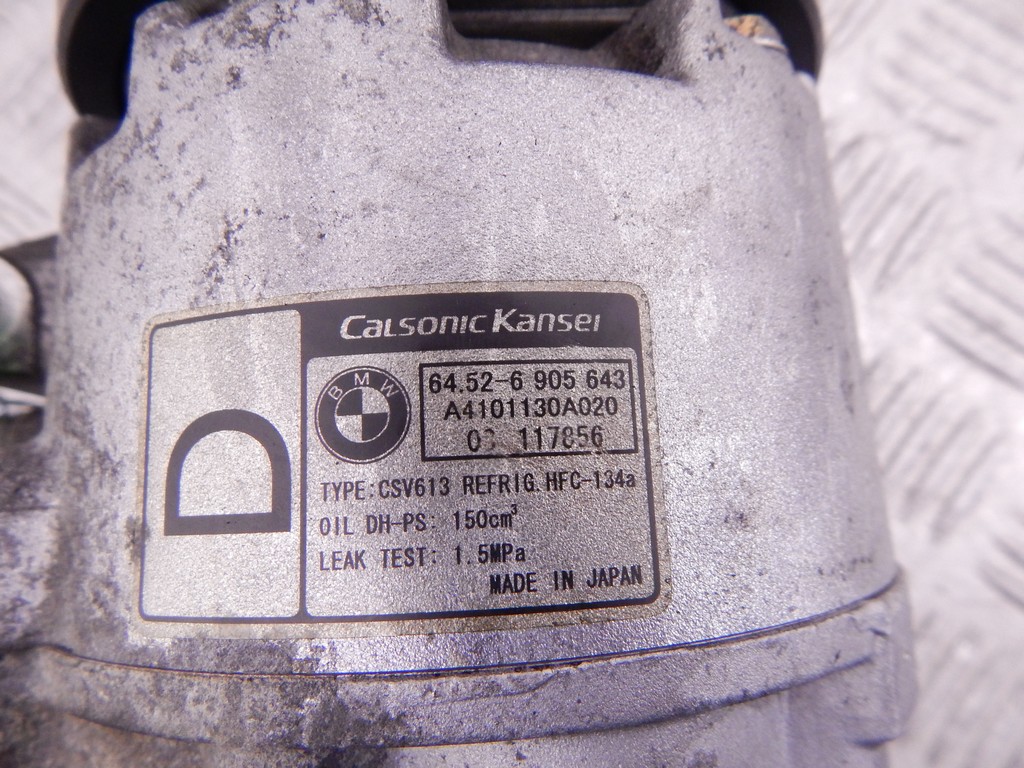 Calsonic Kansei
D
BMW
64.52-6 905 643
A4101130A020
117856
TYPE:CSV613 REFRIG.HFC-134a
OIL DH-PS: 150cm³
LEAK TEST: 1.5MPa
MADE IN JAPAN